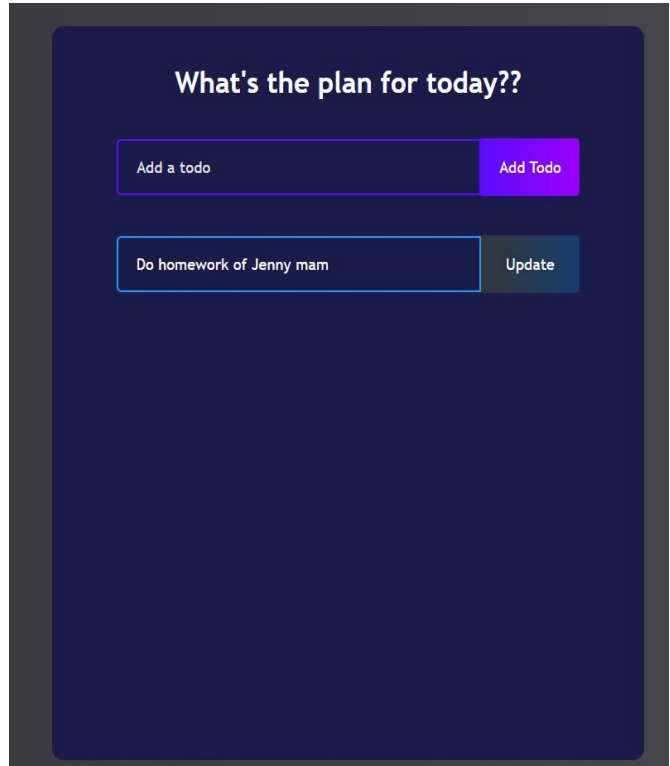 What's the plan for today??
Add a todo
Add Todo
Do homework of Jenny mam
Update